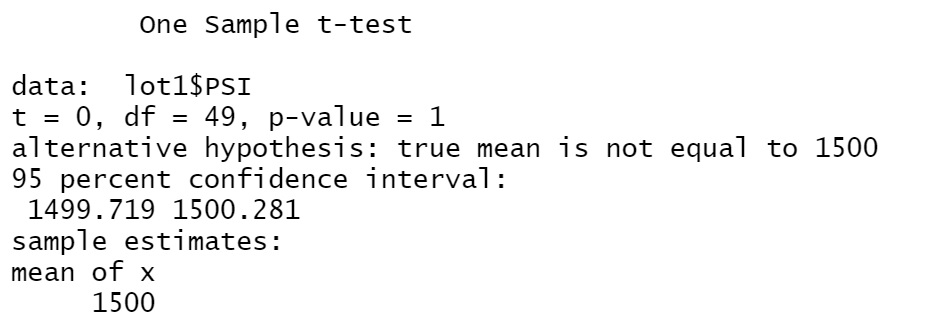 One Sample t-test
data: lot1$PSI
t = 0, df = 49, p-value = 1
alternative hypothesis: true mean is not equal to 1500
95 percent confidence interval:
1499.719 1500.281
sample estimates:
mean of x
1500